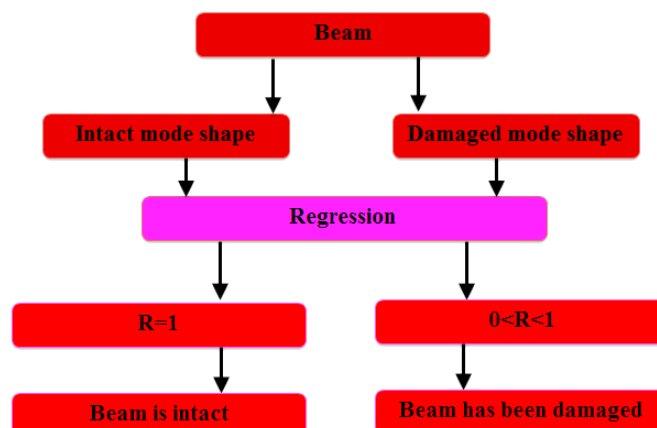 Beam
Intact mode shape
Damaged mode shape
Regression
R=1
0<R<1
Beam is intact
Beam has been damaged